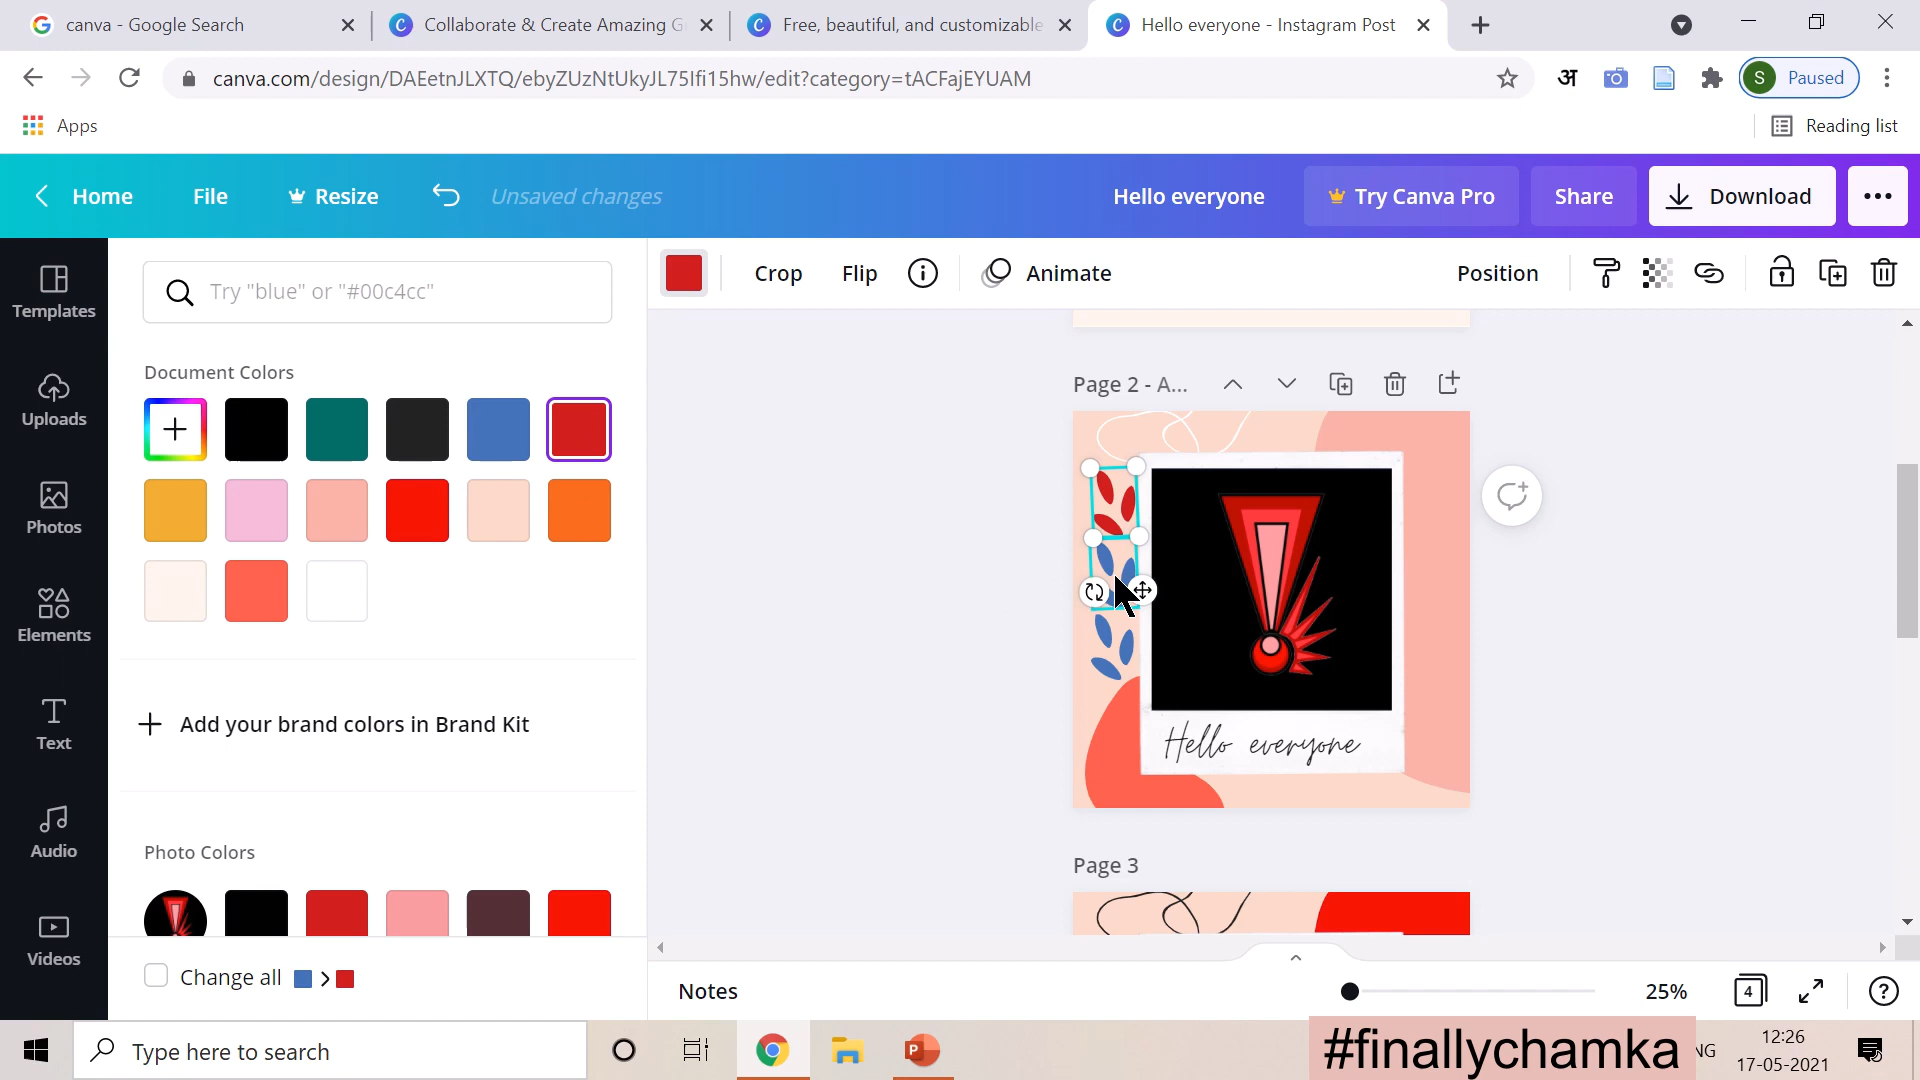 canva - Google Search
Collaborate & Create Amazing G
Free, beautiful, and customizable
Hello everyone - Instagram Post
canva.com/design/DAEetnJLXTQ/ebyZUzNtUkyJL75Ifi15hw/edit?category=tACFajEYUAM
अ
S Paused
Apps
Reading list
Home File Resize Unsaved changes Hello everyone Try Canva Pro Share Download
Templates
Uploads
Photos
Elements
Text
Audio
Videos
Try "blue" or "#00c4cc"
Document Colors
Add your brand colors in Brand Kit
Photo Colors
Change all
Crop Flip Animate Position
Page 2 - A...
Hello everyone
Page 3
Notes
25%
4
Type here to search
#finallychamka
NG
12:26
17-05-2021